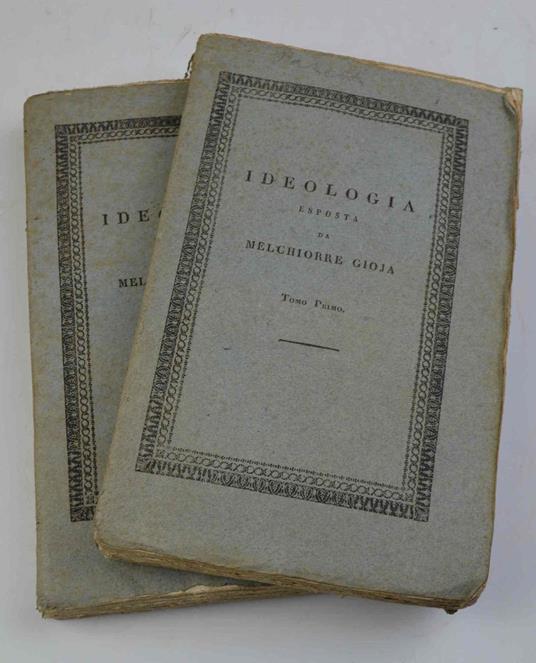 IDEOLOGIA
ESPOSTA
DA
MELCHIORRE GIOJA
Tomo Primo.
IDEO
MEL